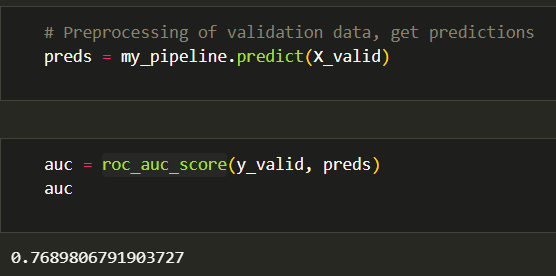 # Preprocessing of validation data, get predictions
preds = my_pipeline.predict(X_valid)
auc = roc_auc_score(y_valid, preds)
auc
0.7689806791903727